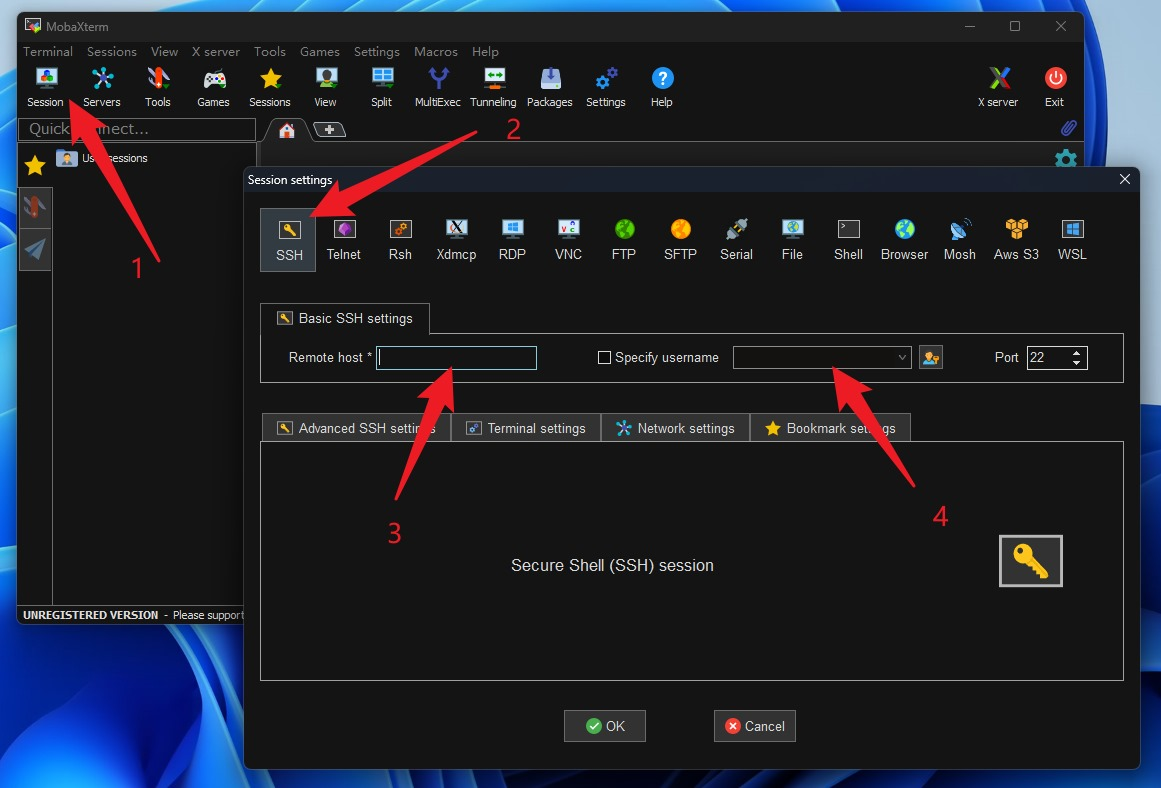 MobaXterm
Terminal Sessions View X server Tools Games Settings Macros Help
Session Servers Tools Games Sessions View Split MultiExec Tunneling Packages Settings Help X server Exit
Quick connect...
2
User sessions
1
Session settings
SSH Telnet Rsh Xdmcp RDP VNC FTP SFTP Serial File Shell Browser Mosh Aws S3 WSL
Basic SSH settings
Remote host * Specify username Port 22
Advanced SSH settings Terminal settings Network settings Bookmark settings
3
4
Secure Shell (SSH) session
UNREGISTERED VERSION - Please support
OK Cancel